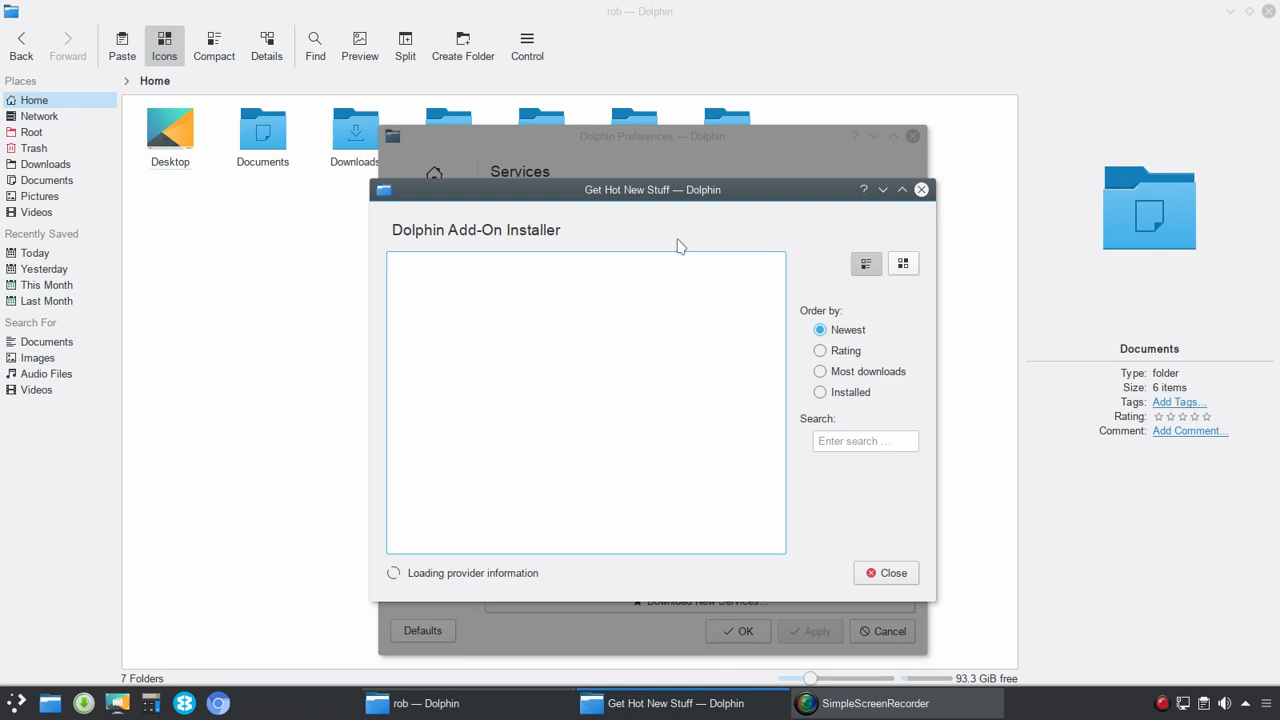 rob — Dolphin
Back
Forward
Paste
Icons
Compact
Details
Find
Preview
Split
Create Folder
Control
Places
Home
Network
Root
Trash
Downloads
Documents
Pictures
Videos
Recently Saved
Today
Yesterday
This Month
Last Month
Search For
Documents
Images
Audio Files
Videos
> Home
Desktop
Documents
Downloads
Dolphin Preferences — Dolphin
Services
Get Hot New Stuff — Dolphin
Dolphin Add-On Installer
Order by:
Newest
Rating
Most downloads
Installed
Search:
Enter search ...
Loading provider information
Close
Download New Services...
Defaults
OK
Apply
Cancel
Documents
Type: folder
Size: 6 items
Tags: Add Tags...
Rating:
Comment: Add Comment...
7 Folders
93.3 GiB free
rob — Dolphin
Get Hot New Stuff — Dolphin
SimpleScreenRecorder